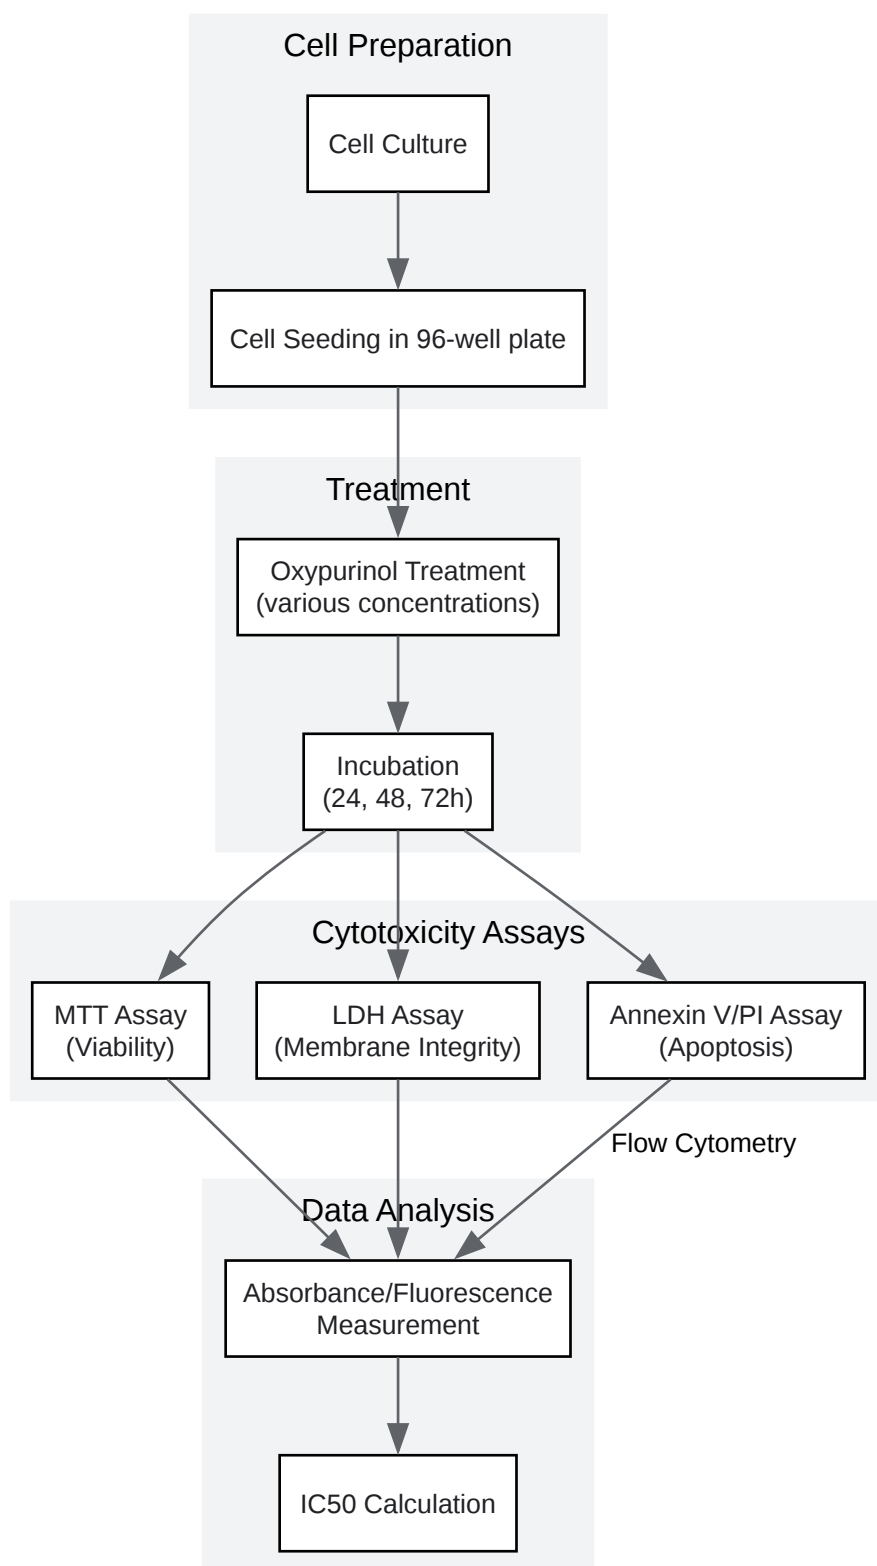 Cell Preparation
Cell Culture
Cell Seeding in 96-well plate
Treatment
Oxypurinol Treatment
(various concentrations)
Incubation
(24, 48, 72h)
Cytotoxicity Assays
MTT Assay
(Viability)
LDH Assay
(Membrane Integrity)
Annexin V/PI Assay
(Apoptosis)
Flow Cytometry
Data Analysis
Absorbance/Fluorescence
Measurement
IC50 Calculation